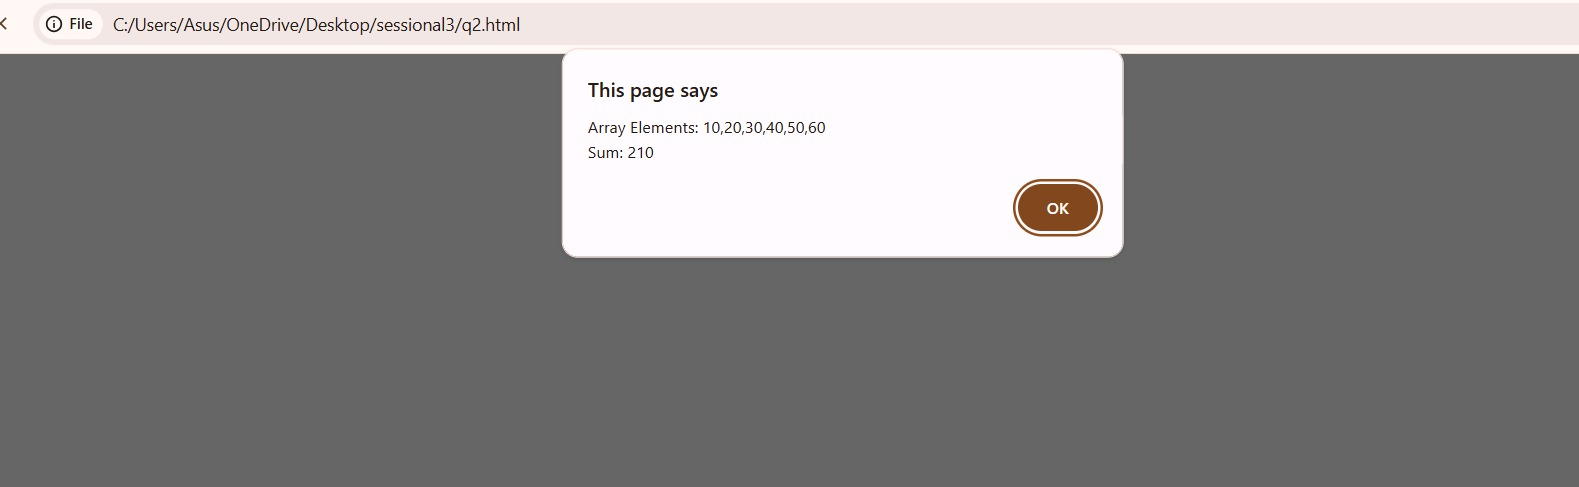 File C:/Users/Asus/OneDrive/Desktop/sessional3/q2.html
This page says
Array Elements: 10,20,30,40,50,60
Sum: 210
OK